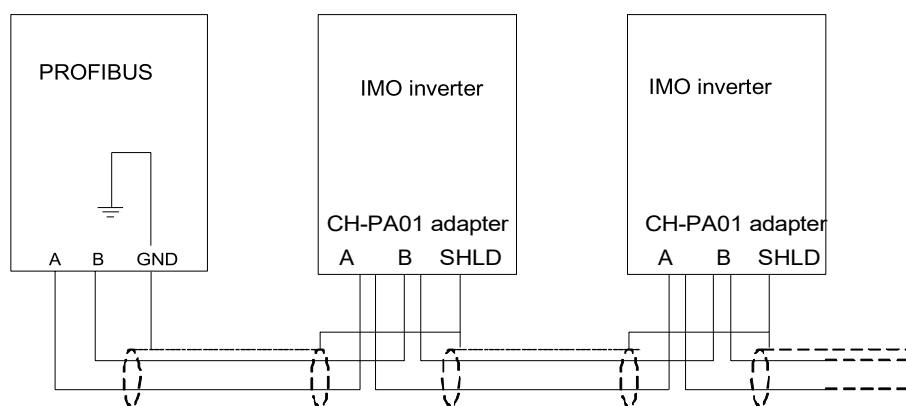 PROFIBUS
A B GND
IMO inverter
CH-PA01 adapter
A B SHLD
IMO inverter
CH-PA01 adapter
A B SHLD